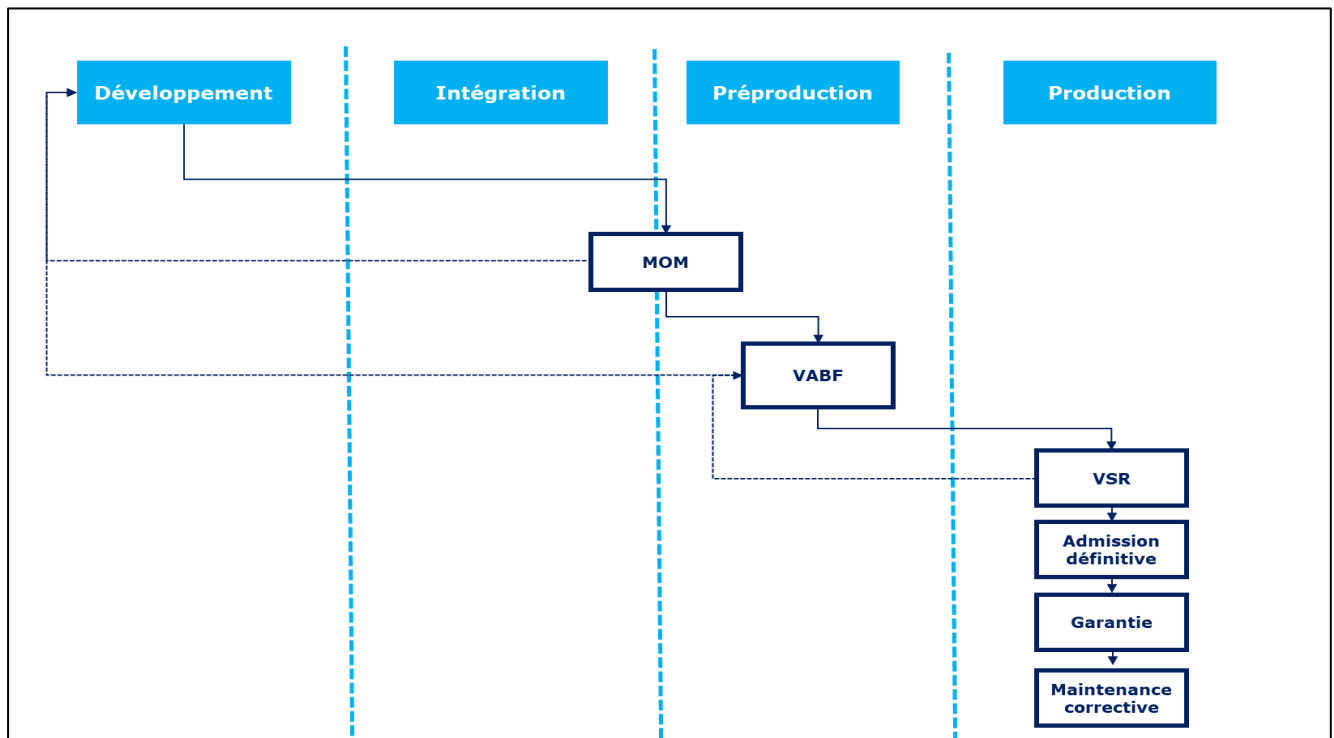 Développement
Intégration
Préproduction
Production
MOM
VABF
VSR
Admission
définitive
Garantie
Maintenance
corrective